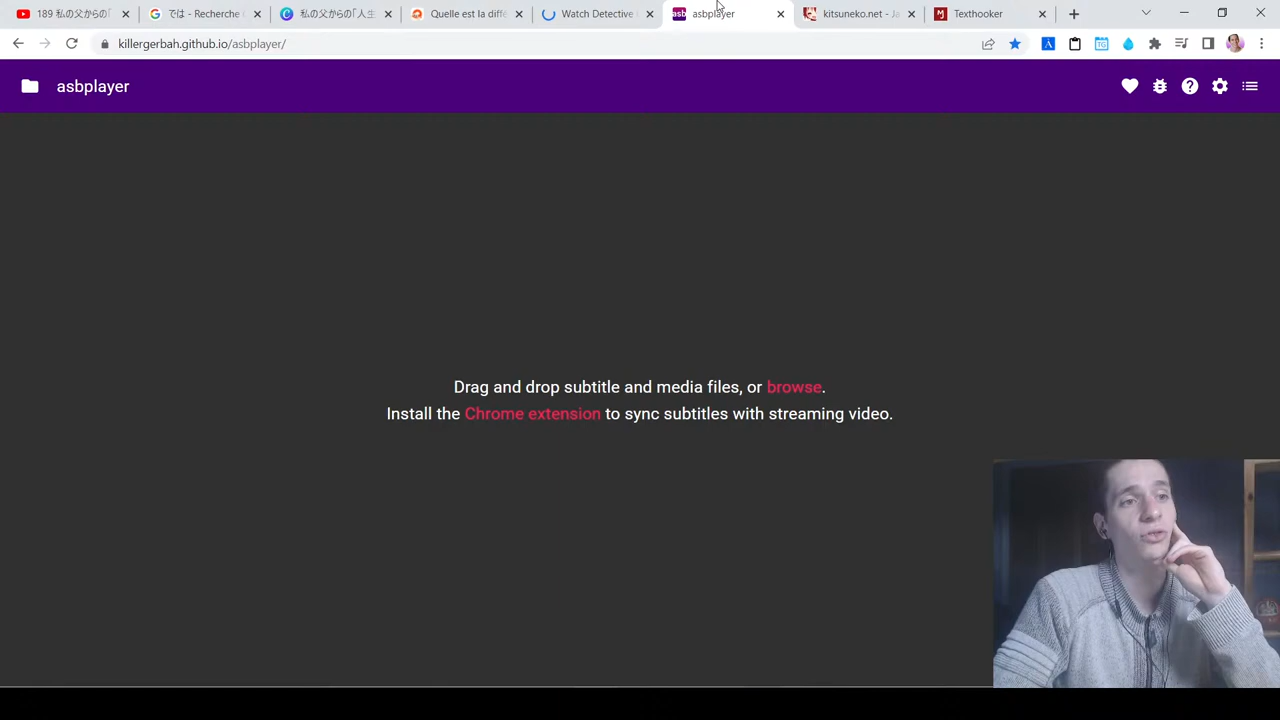 189 私の父からの「
では - Recherche
私の父からの「人生
Quelle est la diffé
Watch Detective
asbplayer
kitsuneko.net - Ja
Texthooker
killergerbah.github.io/asbplayer/
asb asbplayer
Drag and drop subtitle and media files, or browse.
Install the Chrome extension to sync subtitles with streaming video.